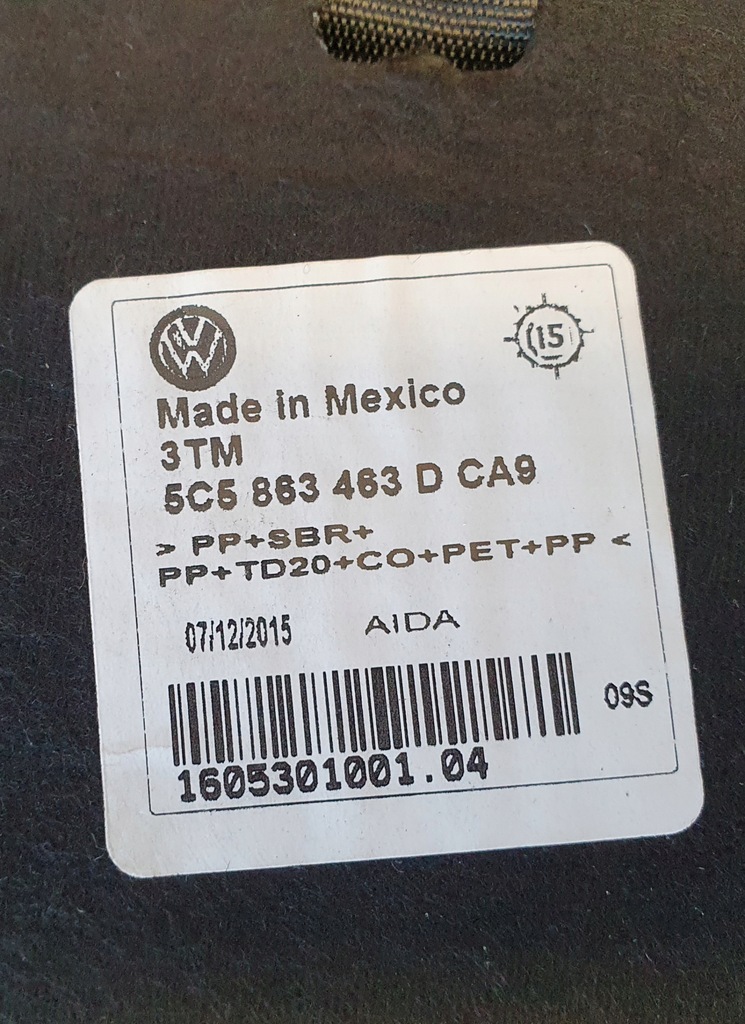 15
Made in Mexico
3TM
5C5 863 463 D CA9
> PP+SBR+
PP+TD20+CO+PET+PP <
07/12/2015 AIDA
09S
1605301001.04